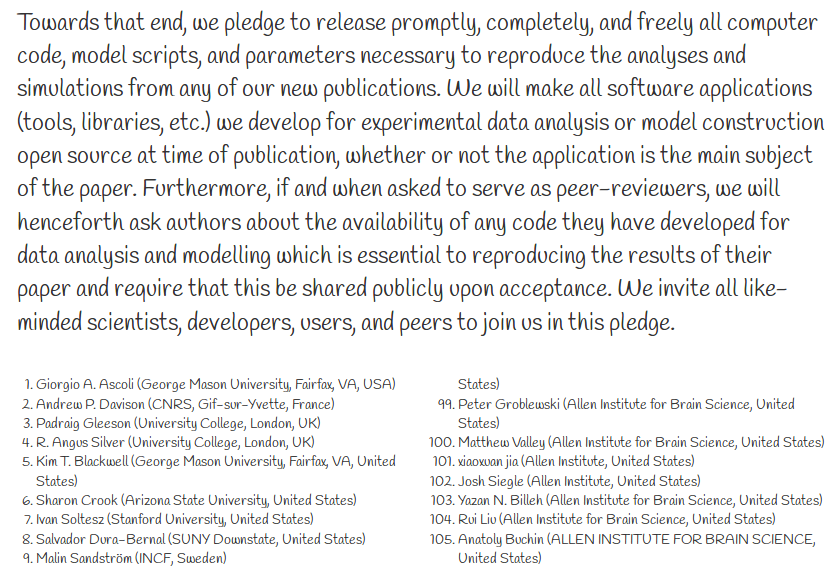 Towards that end, we pledge to release promptly, completely, and freely all computer
code, model scripts, and parameters necessary to reproduce the analyses and
simulations from any of our new publications. We will make all software applications
(tools, libraries, etc.) we develop for experimental data analysis or model construction
open source at time of publication, whether or not the application is the main subject
of the paper. Furthermore, if and when asked to serve as peer-reviewers, we will
henceforth ask authors about the availability of any code they have developed for
data analysis and modelling which is essential to reproducing the results of their
paper and require that this be shared publicly upon acceptance. We invite all like-
minded scientists, developers, users, and peers to join us in this pledge.
1. Giorgio A. Ascoli (George Mason University, Fairfax, VA, USA)
2. Andrew P. Davison (CNRS, Gif-sur-Yvette, France)
3. Padraig Gleeson (University College, London, UK)
4. R. Angus Silver (University College, London, UK)
5. Kim T. Blackwell (George Mason University, Fairfax, VA, United
States)
6. Sharon Crook (Arizona State University, United States)
7. Ivan Soltesz (Stanford University, United States)
8. Salvador Dura-Bernal (SUNY Downstate, United States)
9. Malin Sandström (INCF, Sweden)
States)
99. Peter Groblewski (Allen Institute for Brain Science, United
States)
100. Matthew Valley (Allen Institute for Brain Science, United States)
101. xiaoxuan jia (Allen Institute, United States)
102. Josh Siegle (Allen Institute, United States)
103. Yazan N. Billeh (Allen Institute for Brain Science, United States)
104. Rui Liu (Allen Institute for Brain Science, United States)
105. Anatoly Buchin (ALLEN INSTITUTE FOR BRAIN SCIENCE,
United States)